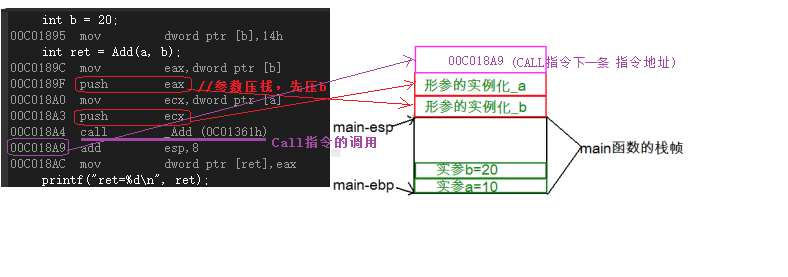 int b = 20;
00C01895 mov dword ptr [b],14h
int ret = Add(a, b);
00C0189C mov eax,dword ptr [b]
00C0189F push eax //参数压栈，先压b
00C018A0 mov ecx,dword ptr [a]
00C018A3 push ecx
00C018A4 call _Add (0C01361h)
00C018A9 add esp,8
Call指令的调用
00C018AC mov dword ptr [ret],eax
printf("ret=%d\n", ret);
00C018A9 (CALL指令下一条 指令地址)
形参的实例化_a
形参的实例化_b
main-esp
main函数的栈帧
实参b=20
main-ebp
实参a=10